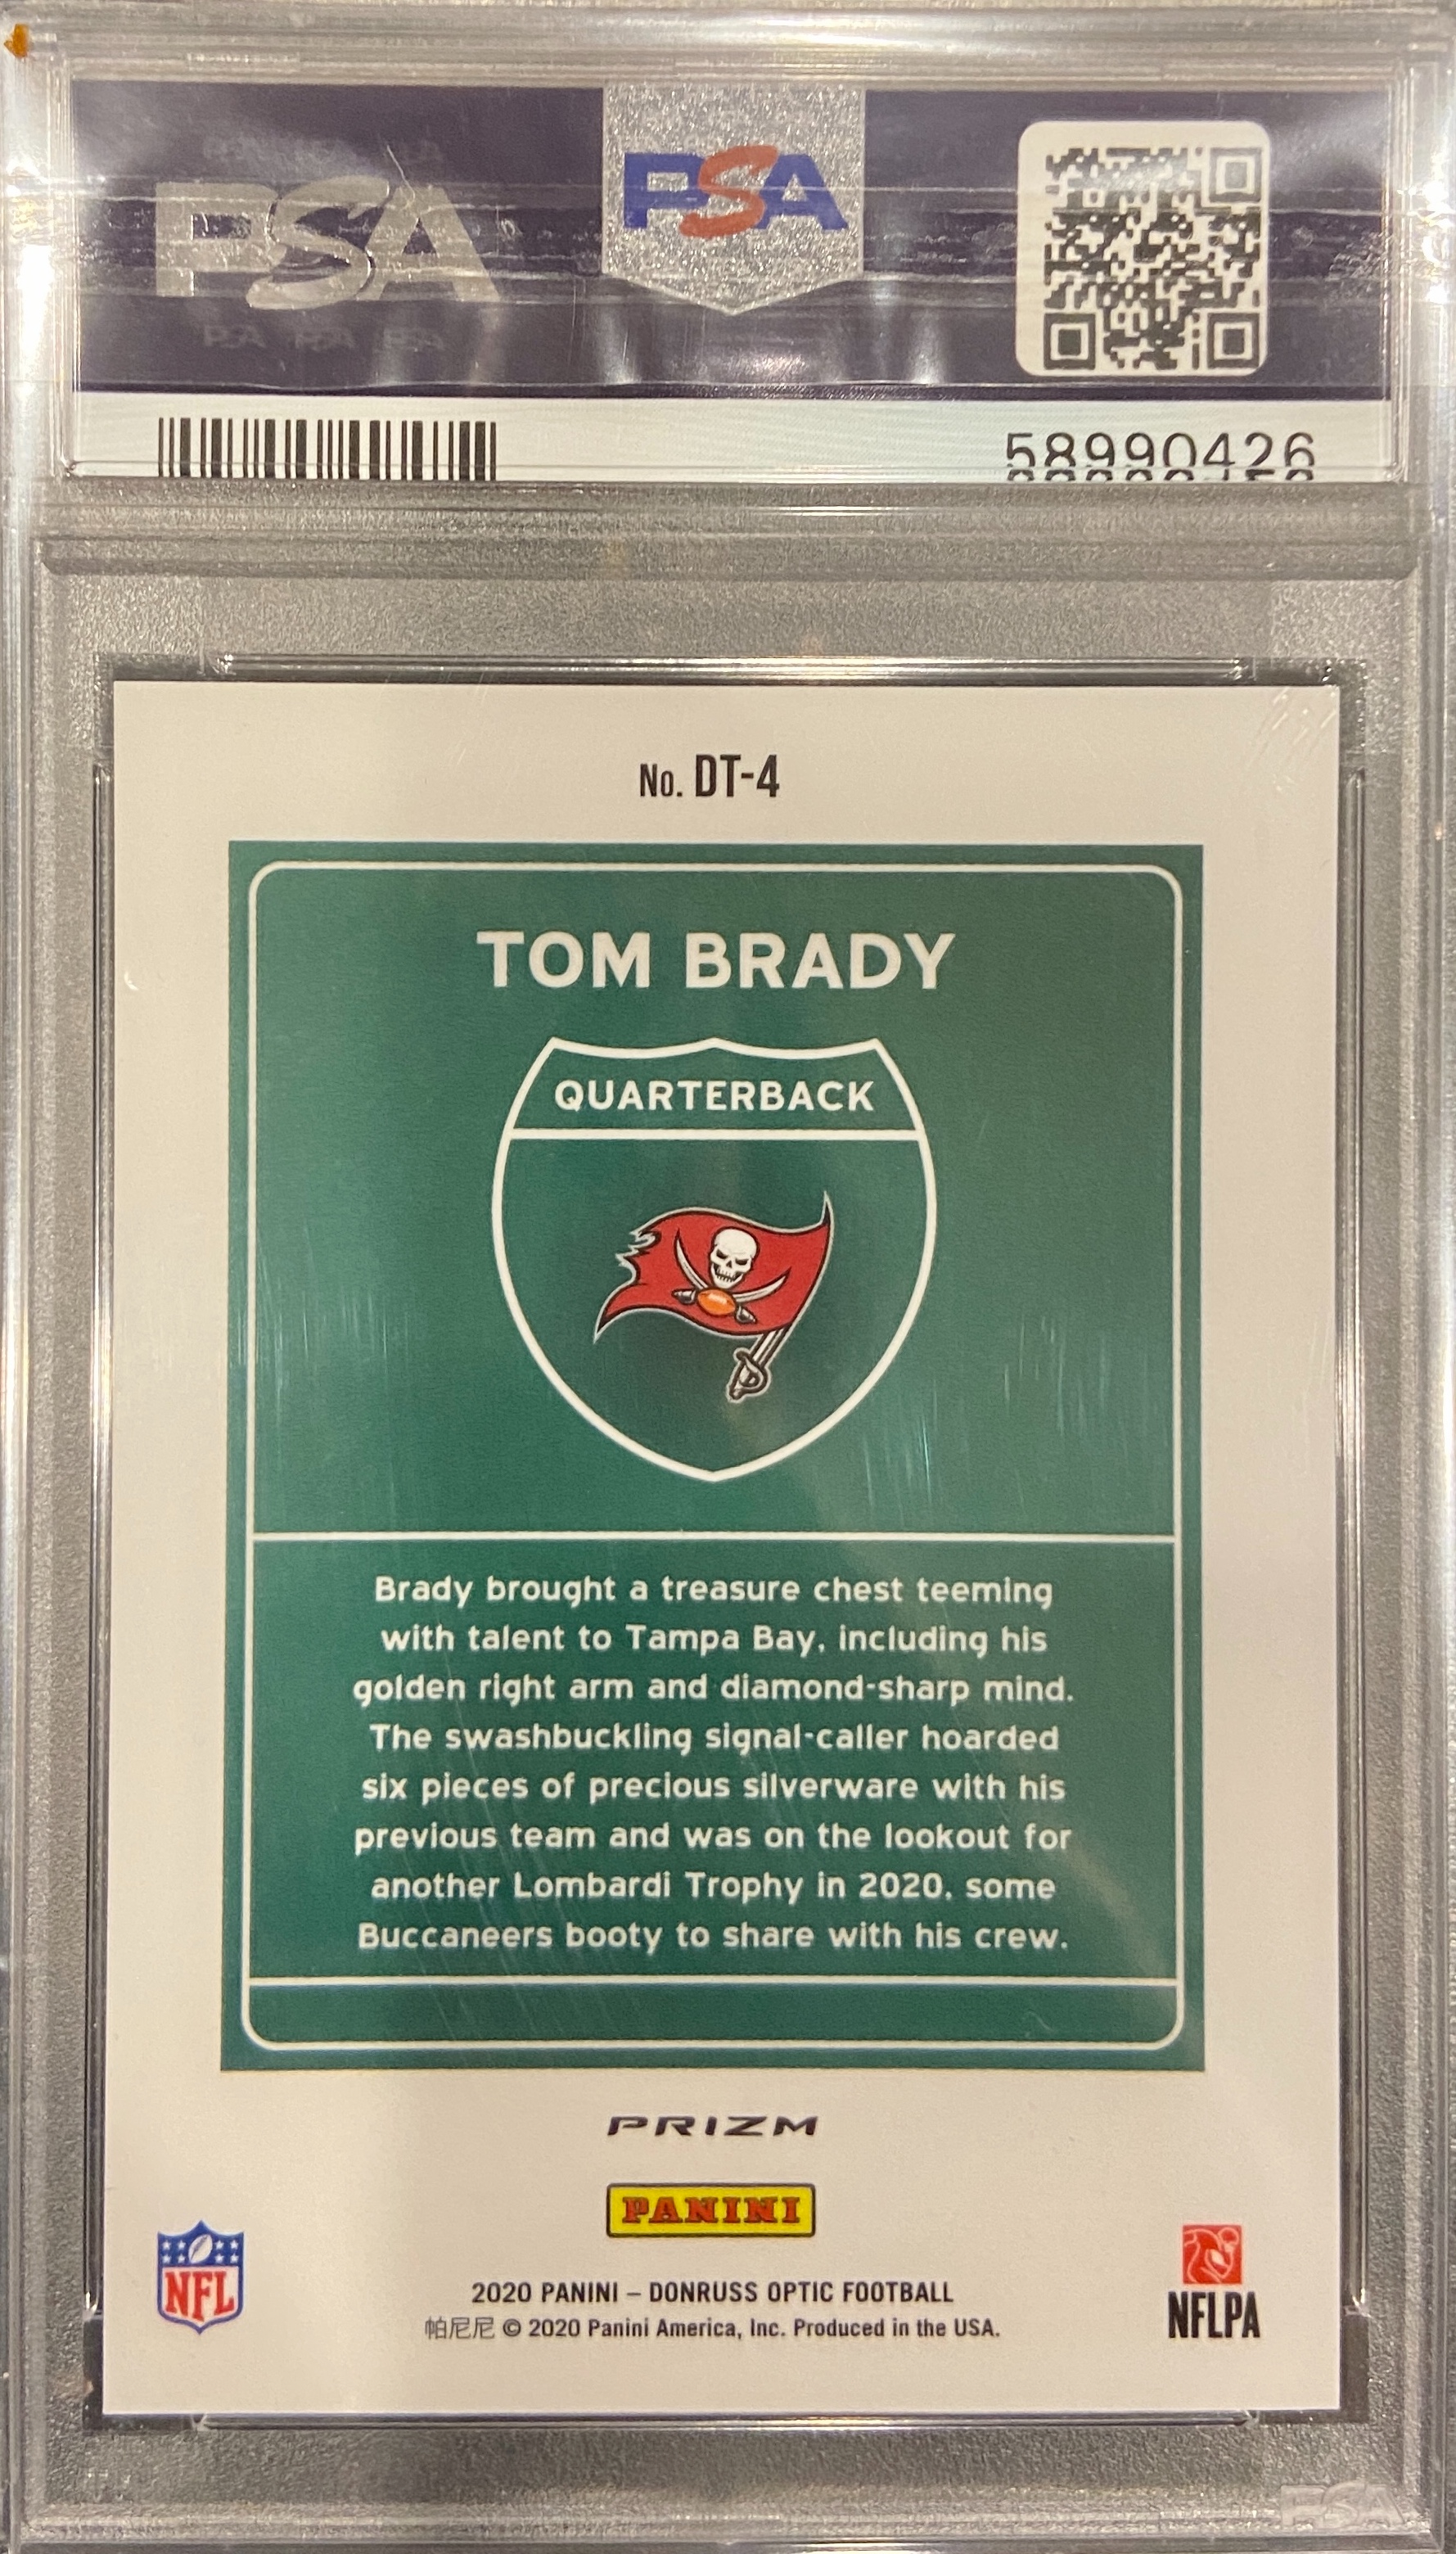 PSA
PSA
PSA PSA PSA
58990426
No. DT-4
TOM BRADY
QUARTERBACK
Brady brought a treasure chest teeming
with talent to Tampa Bay, including his
golden right arm and diamond-sharp mind.
The swashbuckling signal-caller hoarded
six pieces of precious silverware with his
previous team and was on the lookout for
another Lombardi Trophy in 2020, some
Buccaneers booty to share with his crew.
PRIZM
PANINI
NFL
NFLPA
2020 PANINI – DONRUSS OPTIC FOOTBALL
帕尼尼 © 2020 Panini America, Inc. Produced in the USA.
PSA